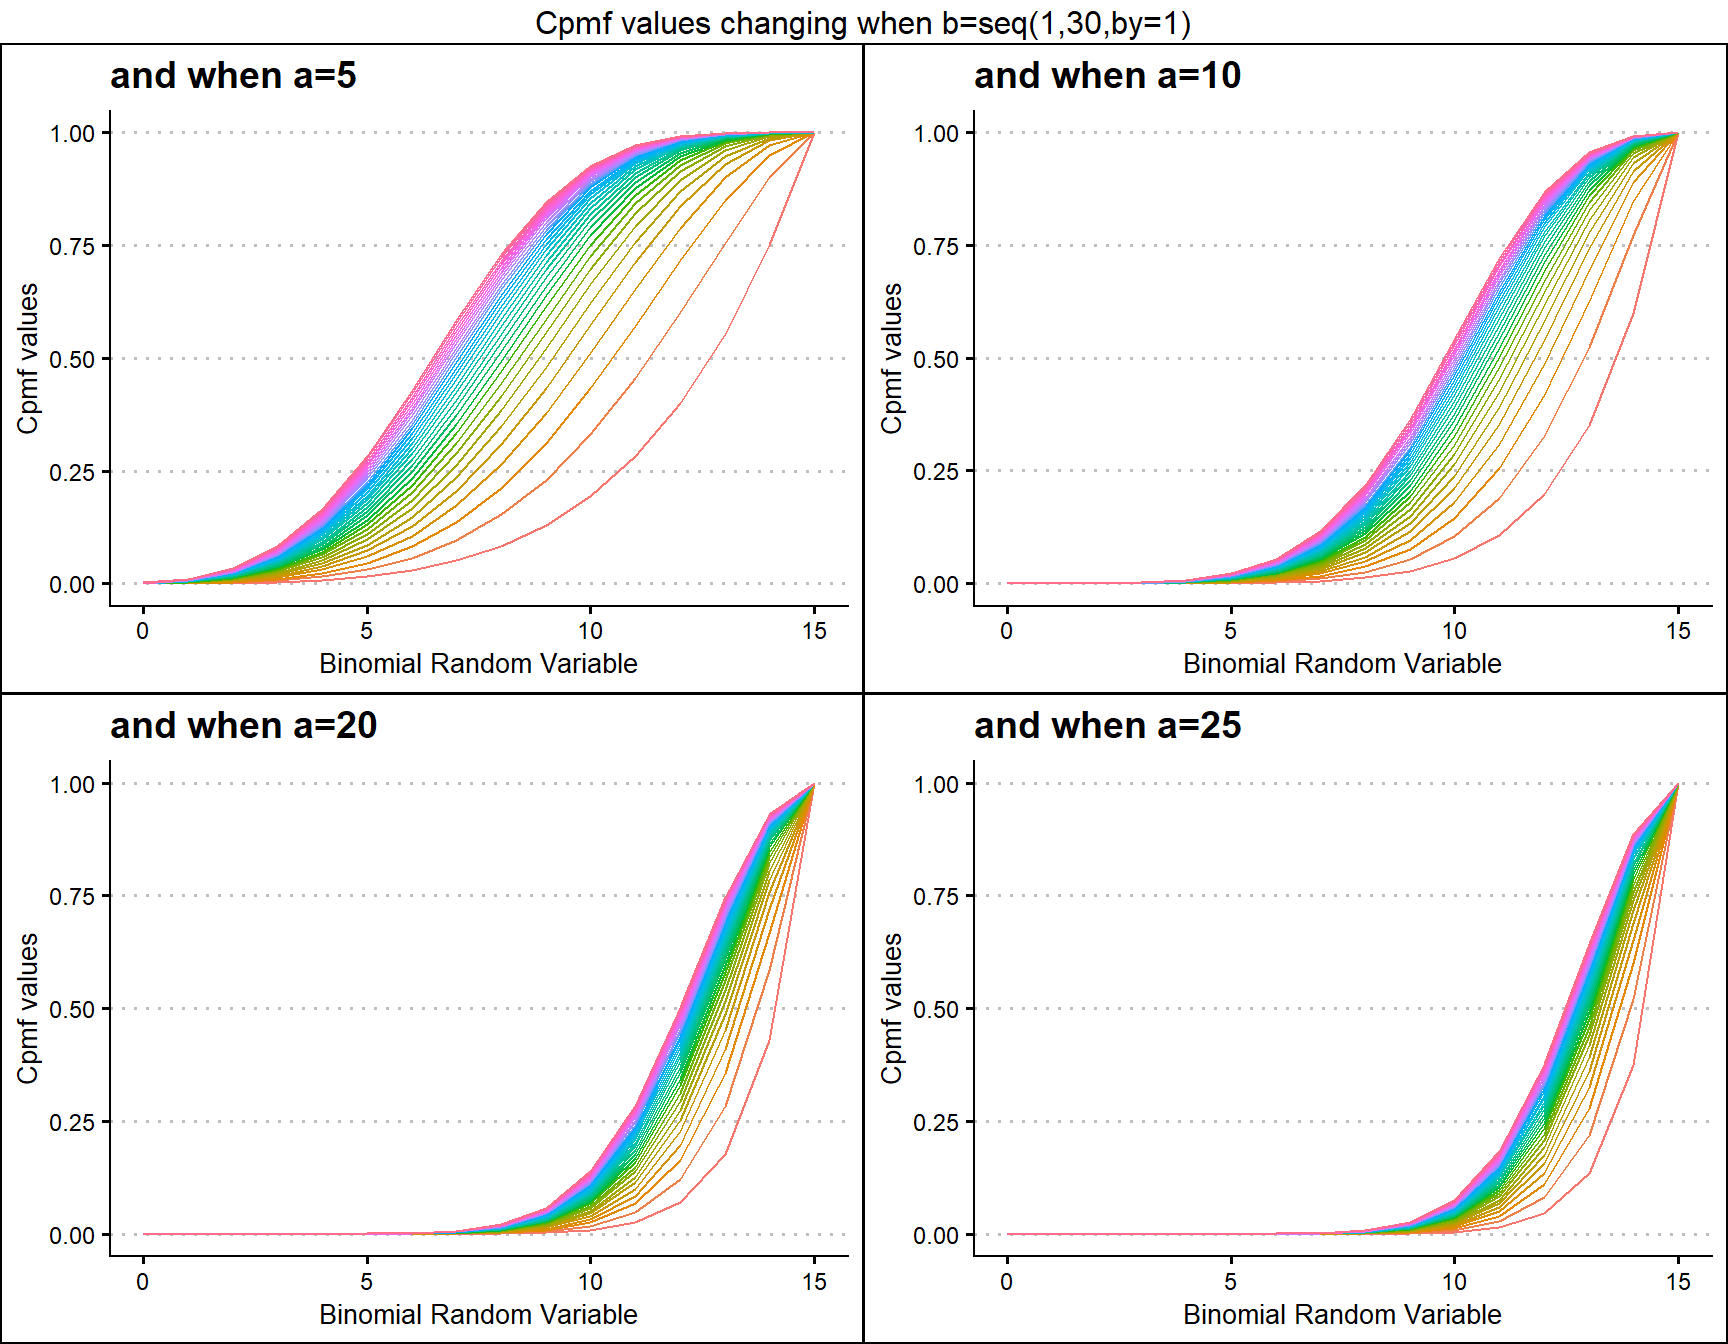 Cpmf values changing when b=seq(1,30,by=1)
and when a=5
1.00
0.75
0.50
0.25
0.00
Cpmf values
0 5 10 15
Binomial Random Variable
and when a=10
1.00
0.75
0.50
0.25
0.00
Cpmf values
0 5 10 15
Binomial Random Variable
and when a=20
1.00
0.75
0.50
0.25
0.00
Cpmf values
0 5 10 15
Binomial Random Variable
and when a=25
1.00
0.75
0.50
0.25
0.00
Cpmf values
0 5 10 15
Binomial Random Variable